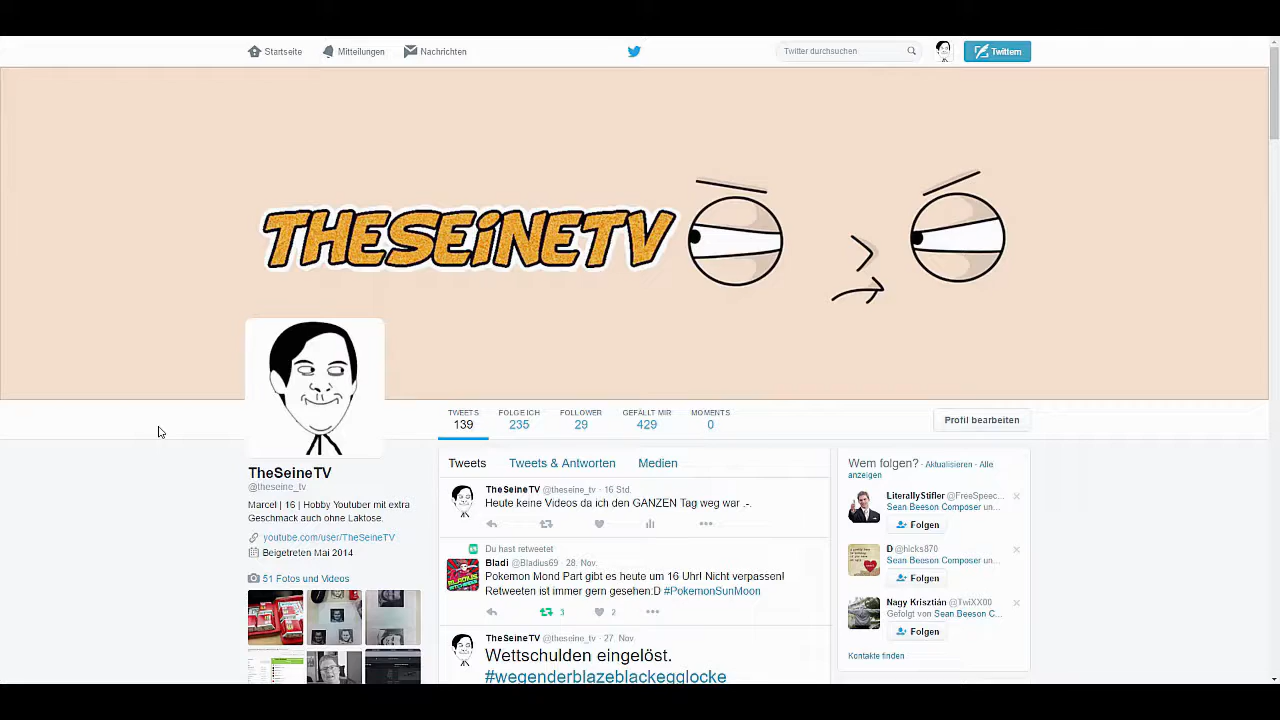 Startseite
Mitteilungen
Nachrichten
Twitter durchsuchen
Twittern
THESEiNETV
TWEETS
139
FOLGE ICH
235
FOLLOWER
29
GEFÄLLT MIR
429
MOMENTS
0
Profil bearbeiten
TheSeineTV
@theseine_tv
Marcel | 16 | Hobby Youtuber mit extra
Geschmack auch ohne Laktose.
youtube.com/user/TheSeineTV
Beigetreten Mai 2014
51 Fotos und Videos
Tweets
Tweets & Antworten
Medien
TheSeineTV @theseine_tv · 16 Std.
Heute keine Videos da ich den GANZEN Tag weg war .-.
Du hast retweetet
Bladi @Bladius69 · 28. Nov.
Pokemon Mond Part gibt es heute um 16 Uhr! Nicht verpassen!
Retweeten ist immer gern gesehen:D #PokemonSunMoon
3
2
TheSeineTV @theseine_tv · 27. Nov.
Wettschulden eingelöst.
#wegenderblazeblackegglocke
Wem folgen? · Aktualisieren · Alle
anzeigen
LiterallyStifler @FreeSpeec...
Sean Beeson Composer un...
Folgen
D @hicks870
Sean Beeson Composer un...
Folgen
Nagy Krisztián @TwiXX00
Gefolgt von Sean Beeson C...
Folgen
Kontakte finden